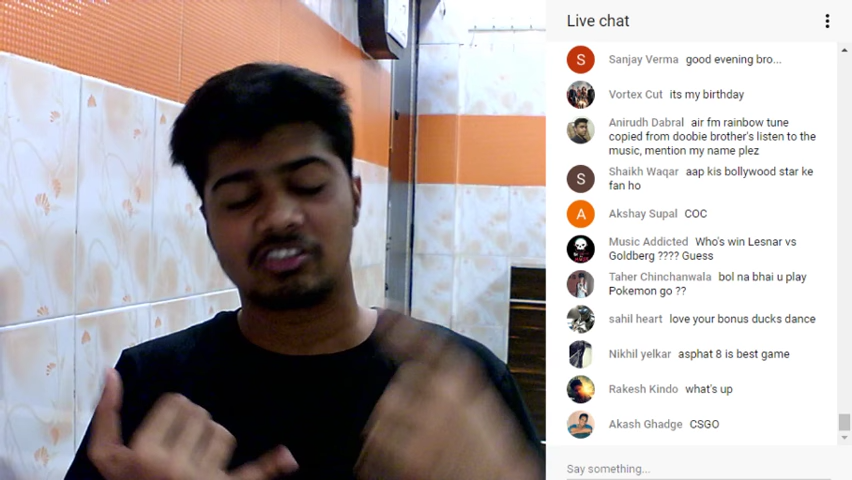 Live chat
S Sanjay Verma good evening bro...
Vortex Cut its my birthday
Anirudh Dabral air fm rainbow tune
copied from doobie brother's listen to the
music, mention my name plez
S Shaikh Waqar aap kis bollywood star ke
fan ho
A Akshay Supal COC
Music Addicted Who's win Lesnar vs
Goldberg ???? Guess
Taher Chinchanwala bol na bhai u play
Pokemon go ??
sahil heart love your bonus ducks dance
Nikhil yelkar asphat 8 is best game
Rakesh Kindo what's up
Akash Ghadge CSGO
Say something...